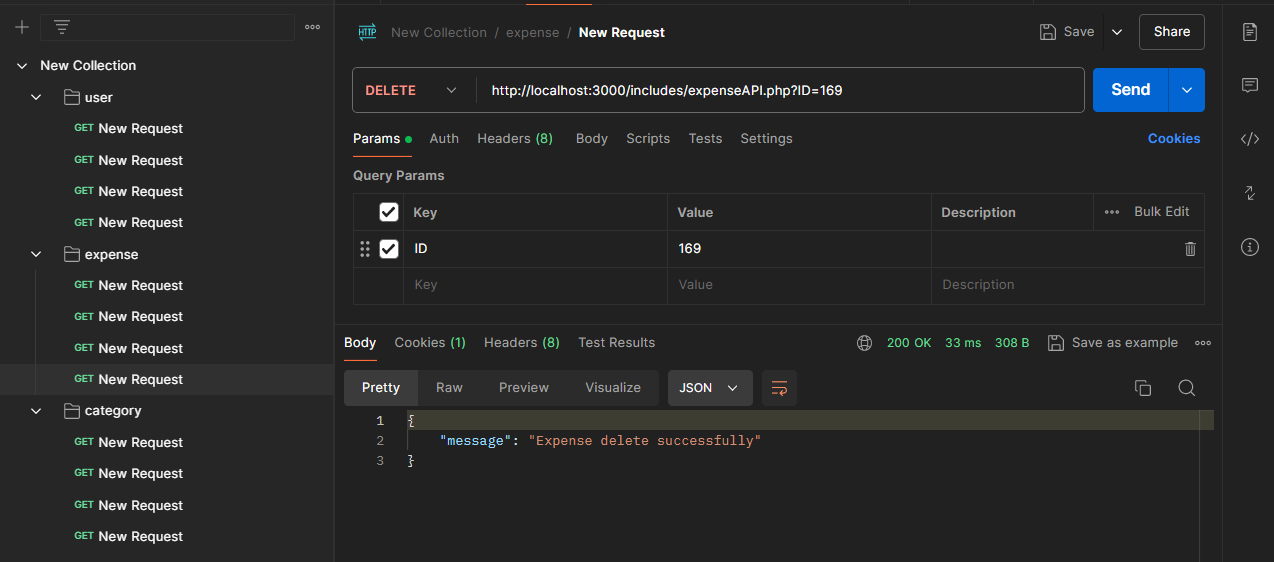 New Collection
user
GET New Request
GET New Request
GET New Request
GET New Request
expense
GET New Request
GET New Request
GET New Request
GET New Request
category
GET New Request
GET New Request
GET New Request
GET New Request
HTTP New Collection / expense / New Request
Save
Share
DELETE http://localhost:3000/includes/expenseAPI.php?ID=169
Send
Params Auth Headers (8) Body Scripts Tests Settings Cookies
Query Params
Key Value Description Bulk Edit
ID 169
Key Value Description
Body Cookies (1) Headers (8) Test Results 200 OK 33 ms 308 B Save as example
Pretty Raw Preview Visualize JSON
1 {
2 "message": "Expense delete successfully"
3 }